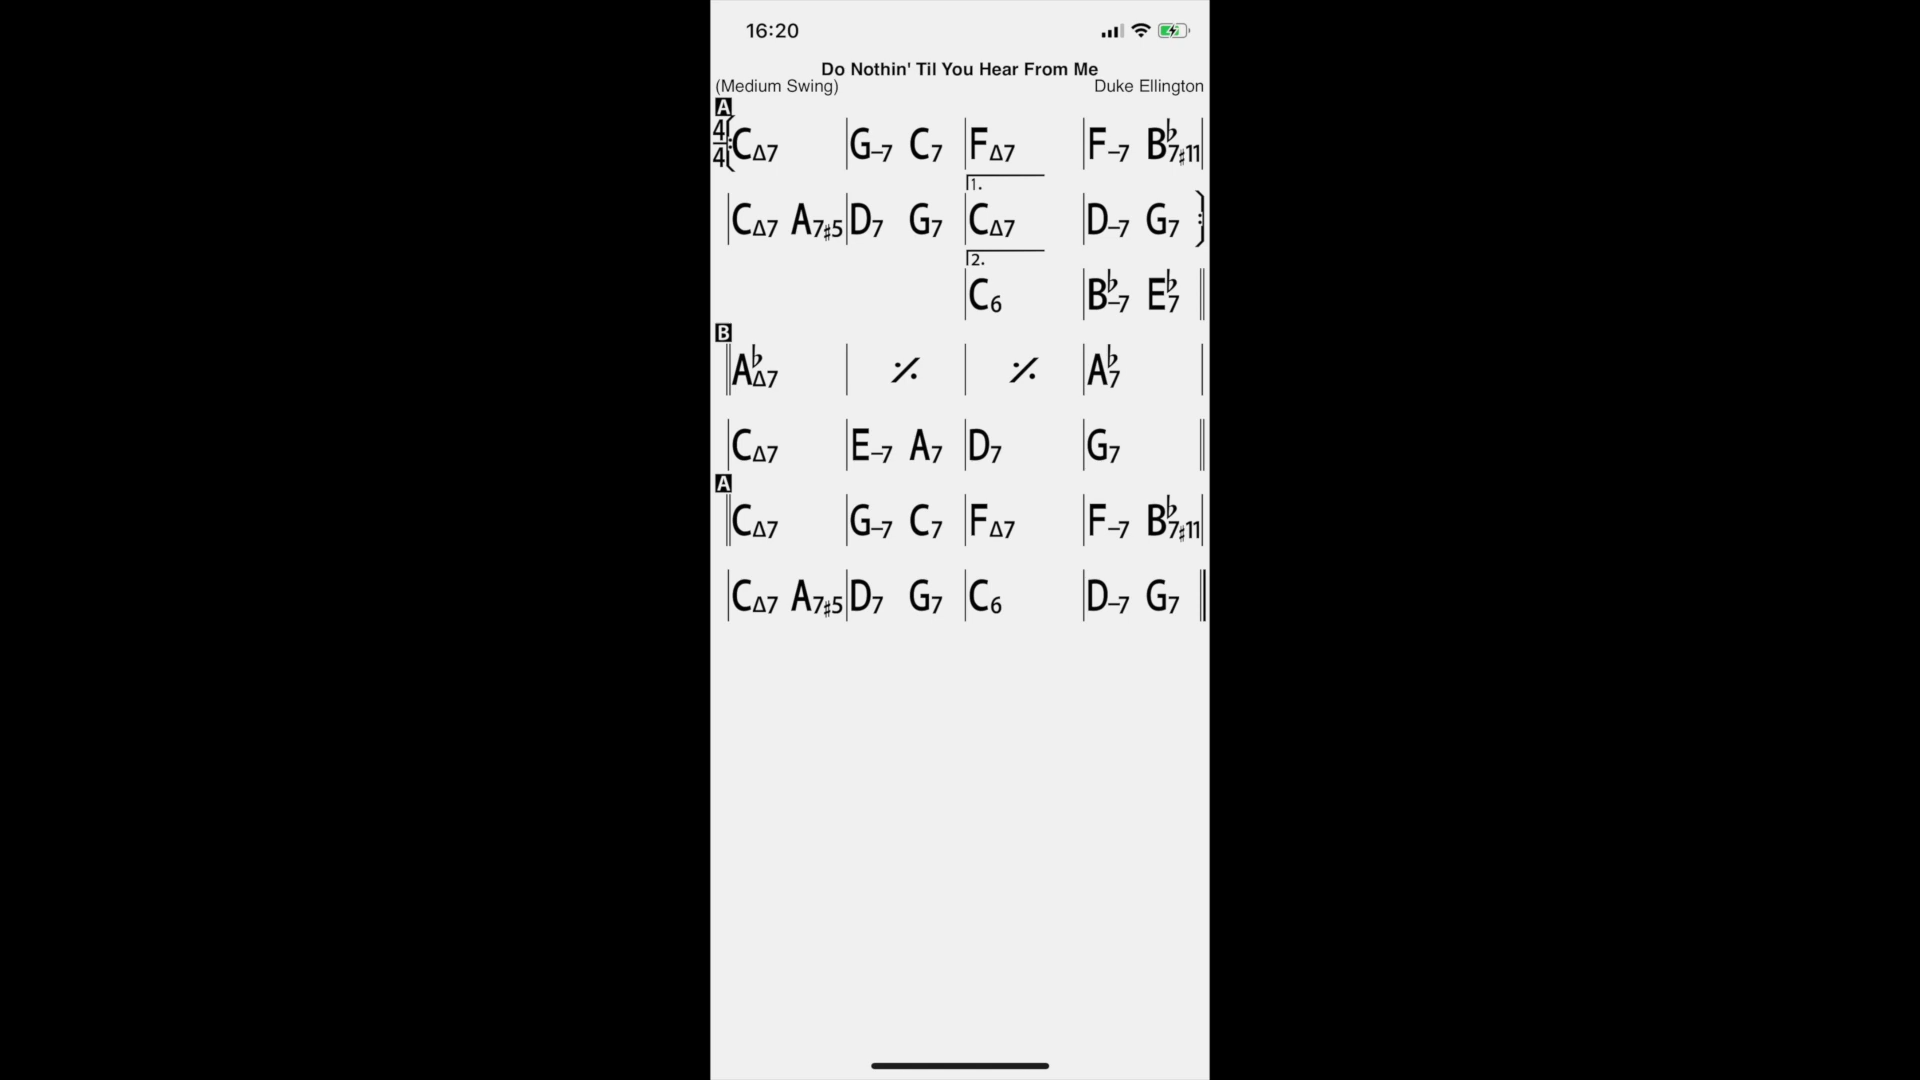 16:20
Do Nothin' Til You Hear From Me
(Medium Swing) Duke Ellington
A
4/4 CΔ7 | G–7 C7 | FΔ7 | F–7 B♭7♯11 |
1.
| CΔ7 A7♯5 | D7 G7 | CΔ7 | D–7 G7
2.
| C6 | B♭–7 E♭7
B
A♭Δ7 | 𝄎 | 𝄎 | A♭7 |
| CΔ7 | E–7 A7 | D7 | G7
A
CΔ7 | G–7 C7 | FΔ7 | F–7 B♭7♯11 |
| CΔ7 A7♯5 | D7 G7 | C6 | D–7 G7